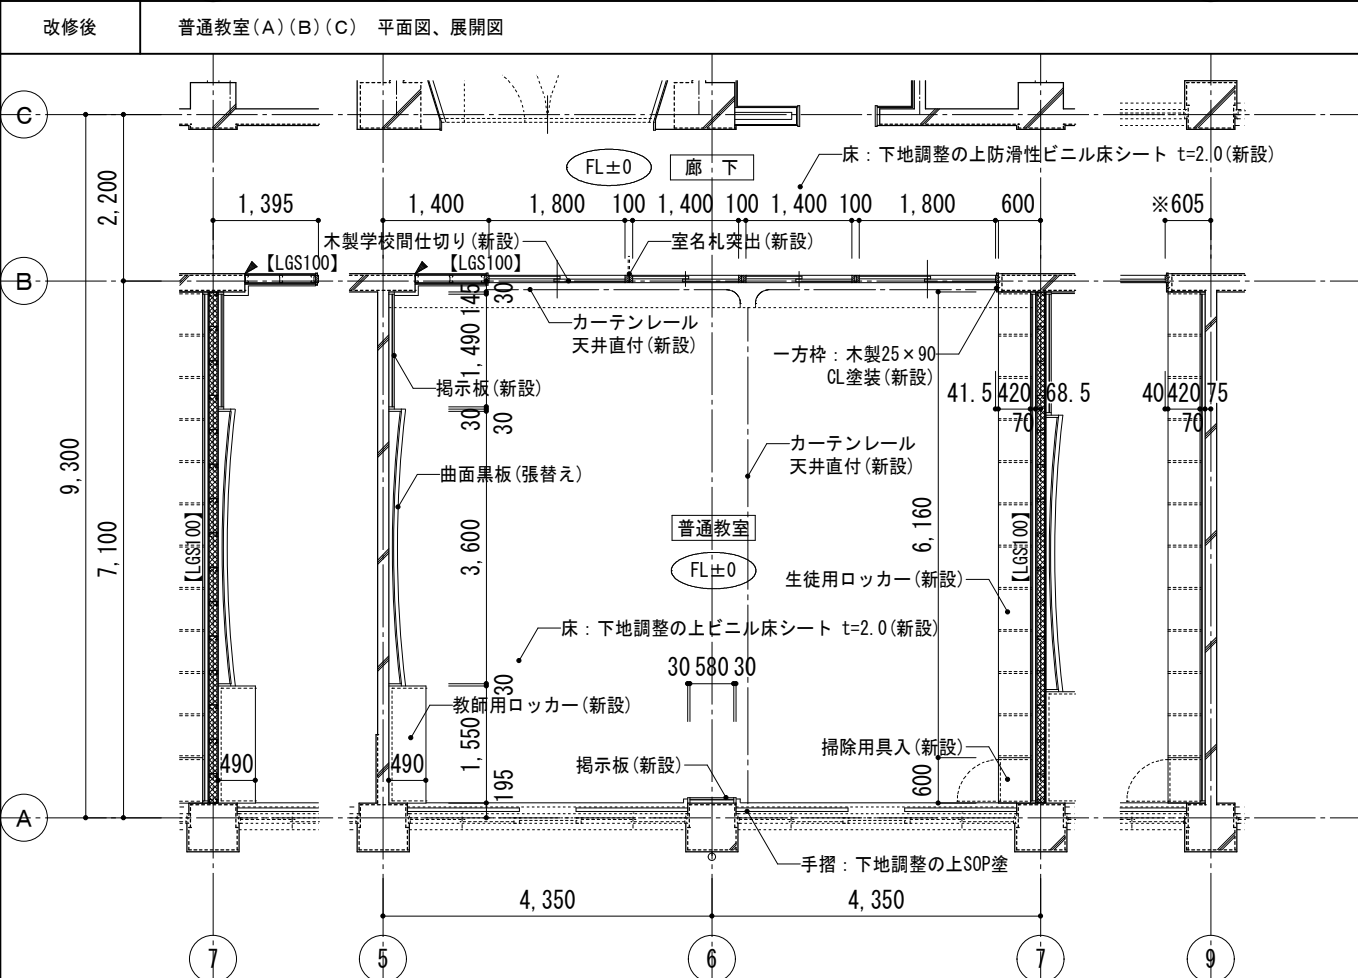 改修後
普通教室(A)(B)(C) 平面図、展開図
C
FL±0
廊 下
床：下地調整の上防滑性ビニル床シート t=2.0(新設)
2,200
1,395
1,400
1,800
100
1,400
100
1,400
100
1,800
600
※605
木製学校間仕切り(新設)
室名札突出(新設)
【LGS100】
【LGS100】
B
145
30
カーテンレール
天井直付(新設)
一方枠：木製25×90
CL塗装(新設)
1,490
掲示板(新設)
41.5
420
68.5
70
40
420
75
70
30
30
カーテンレール
天井直付(新設)
9,300
曲面黒板(張替え)
7,100
【LGS100】
3,600
普通教室
FL±0
6,160
【LGS100】
生徒用ロッカー(新設)
床：下地調整の上ビニル床シート t=2.0(新設)
30
580
30
30
教師用ロッカー(新設)
1,550
490
490
掲示板(新設)
掃除用具入(新設)
195
600
A
手摺：下地調整の上SOP塗
4,350
4,350
7
5
6
7
9